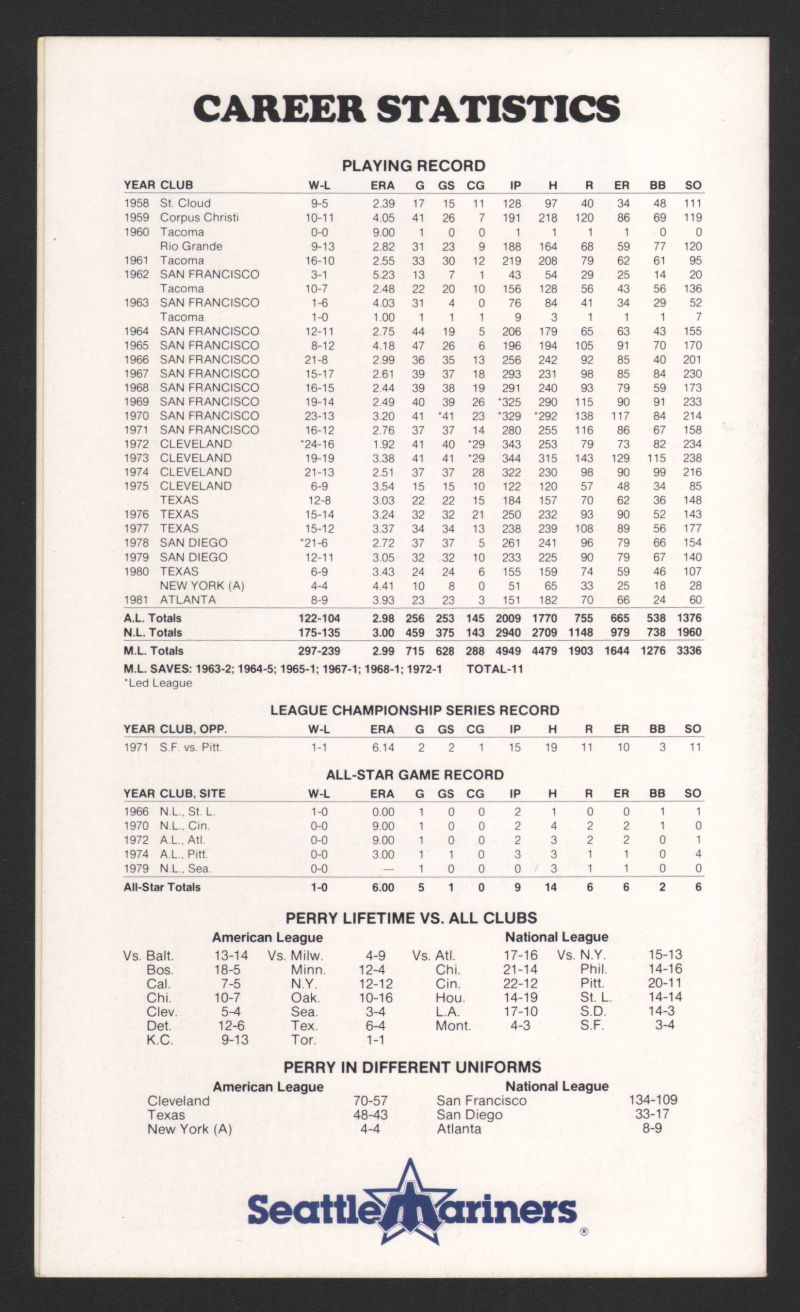 CAREER STATISTICS
PLAYING RECORD
YEAR CLUB W-L ERA G GS CG IP H R ER BB SO
1958 St. Cloud 9-5 2.39 17 15 11 128 97 40 34 48 111
1959 Corpus Christi 10-11 4.05 41 26 7 191 218 120 86 69 119
1960 Tacoma 0-0 9.00 1 0 0 1 1 1 1 0 0
Rio Grande 9-13 2.82 31 23 9 188 164 68 59 77 120
1961 Tacoma 16-10 2.55 33 30 12 219 208 79 62 61 95
1962 SAN FRANCISCO 3-1 5.23 13 7 1 43 54 29 25 14 20
Tacoma 10-7 2.48 22 20 10 156 128 56 43 56 136
1963 SAN FRANCISCO 1-6 4.03 31 4 0 76 84 41 34 29 52
Tacoma 1-0 1.00 1 1 1 9 3 1 1 1 7
1964 SAN FRANCISCO 12-11 2.75 44 19 5 206 179 65 63 43 155
1965 SAN FRANCISCO 8-12 4.18 47 26 6 196 194 105 91 70 170
1966 SAN FRANCISCO 21-8 2.99 36 35 13 256 242 92 85 40 201
1967 SAN FRANCISCO 15-17 2.61 39 37 18 293 231 98 85 84 230
1968 SAN FRANCISCO 16-15 2.44 39 38 19 291 240 93 79 59 173
1969 SAN FRANCISCO 19-14 2.49 40 39 26 *325 290 115 90 91 233
1970 SAN FRANCISCO 23-13 3.20 41 *41 23 *329 *292 138 117 84 214
1971 SAN FRANCISCO 16-12 2.76 37 37 14 280 255 116 86 67 158
1972 CLEVELAND *24-16 1.92 41 40 *29 343 253 79 73 82 234
1973 CLEVELAND 19-19 3.38 41 41 *29 344 315 143 129 115 238
1974 CLEVELAND 21-13 2.51 37 37 28 322 230 98 90 99 216
1975 CLEVELAND 6-9 3.54 15 15 10 122 120 57 48 34 85
TEXAS 12-8 3.03 22 22 15 184 157 70 62 36 148
1976 TEXAS 15-14 3.24 32 32 21 250 232 93 90 52 143
1977 TEXAS 15-12 3.37 34 34 13 238 239 108 89 56 177
1978 SAN DIEGO *21-6 2.72 37 37 5 261 241 96 79 66 154
1979 SAN DIEGO 12-11 3.05 32 32 10 233 225 90 79 67 140
1980 TEXAS 6-9 3.43 24 24 6 155 159 74 59 46 107
NEW YORK (A) 4-4 4.41 10 8 0 51 65 33 25 18 28
1981 ATLANTA 8-9 3.93 23 23 3 151 182 70 66 24 60
A.L. Totals 122-104 2.98 256 253 145 2009 1770 755 665 538 1376
N.L. Totals 175-135 3.00 459 375 143 2940 2709 1148 979 738 1960
M.L. Totals 297-239 2.99 715 628 288 4949 4479 1903 1644 1276 3336
M.L. SAVES: 1963-2; 1964-5; 1965-1; 1967-1; 1968-1; 1972-1 TOTAL-11
*Led League
LEAGUE CHAMPIONSHIP SERIES RECORD
YEAR CLUB, OPP. W-L ERA G GS CG IP H R ER BB SO
1971 S.F. vs. Pitt. 1-1 6.14 2 2 1 15 19 11 10 3 11
ALL-STAR GAME RECORD
YEAR CLUB, SITE W-L ERA G GS CG IP H R ER BB SO
1966 N.L., St. L. 1-0 0.00 1 0 0 2 1 0 0 1 1
1970 N.L., Cin. 0-0 9.00 1 0 0 2 4 2 2 1 0
1972 A.L., Atl. 0-0 9.00 1 0 0 2 3 2 2 0 1
1974 A.L., Pitt. 0-0 3.00 1 1 0 3 3 1 1 0 4
1979 N.L., Sea. 0-0 — 1 0 0 0 3 1 1 0 0
All-Star Totals 1-0 6.00 5 1 0 9 14 6 6 2 6
PERRY LIFETIME VS. ALL CLUBS
American League National League
Vs. Balt. 13-14 Vs. Milw. 4-9 Vs. Atl. 17-16 Vs. N.Y. 15-13
Bos. 18-5 Minn. 12-4 Chi. 21-14 Phil. 14-16
Cal. 7-5 N.Y. 12-12 Cin. 22-12 Pitt. 20-11
Chi. 10-7 Oak. 10-16 Hou. 14-19 St. L. 14-14
Clev. 5-4 Sea. 3-4 L.A. 17-10 S.D. 14-3
Det. 12-6 Tex. 6-4 Mont. 4-3 S.F. 3-4
K.C. 9-13 Tor. 1-1
PERRY IN DIFFERENT UNIFORMS
American League National League
Cleveland 70-57 San Francisco 134-109
Texas 48-43 San Diego 33-17
New York (A) 4-4 Atlanta 8-9
Seattle Mariners ®